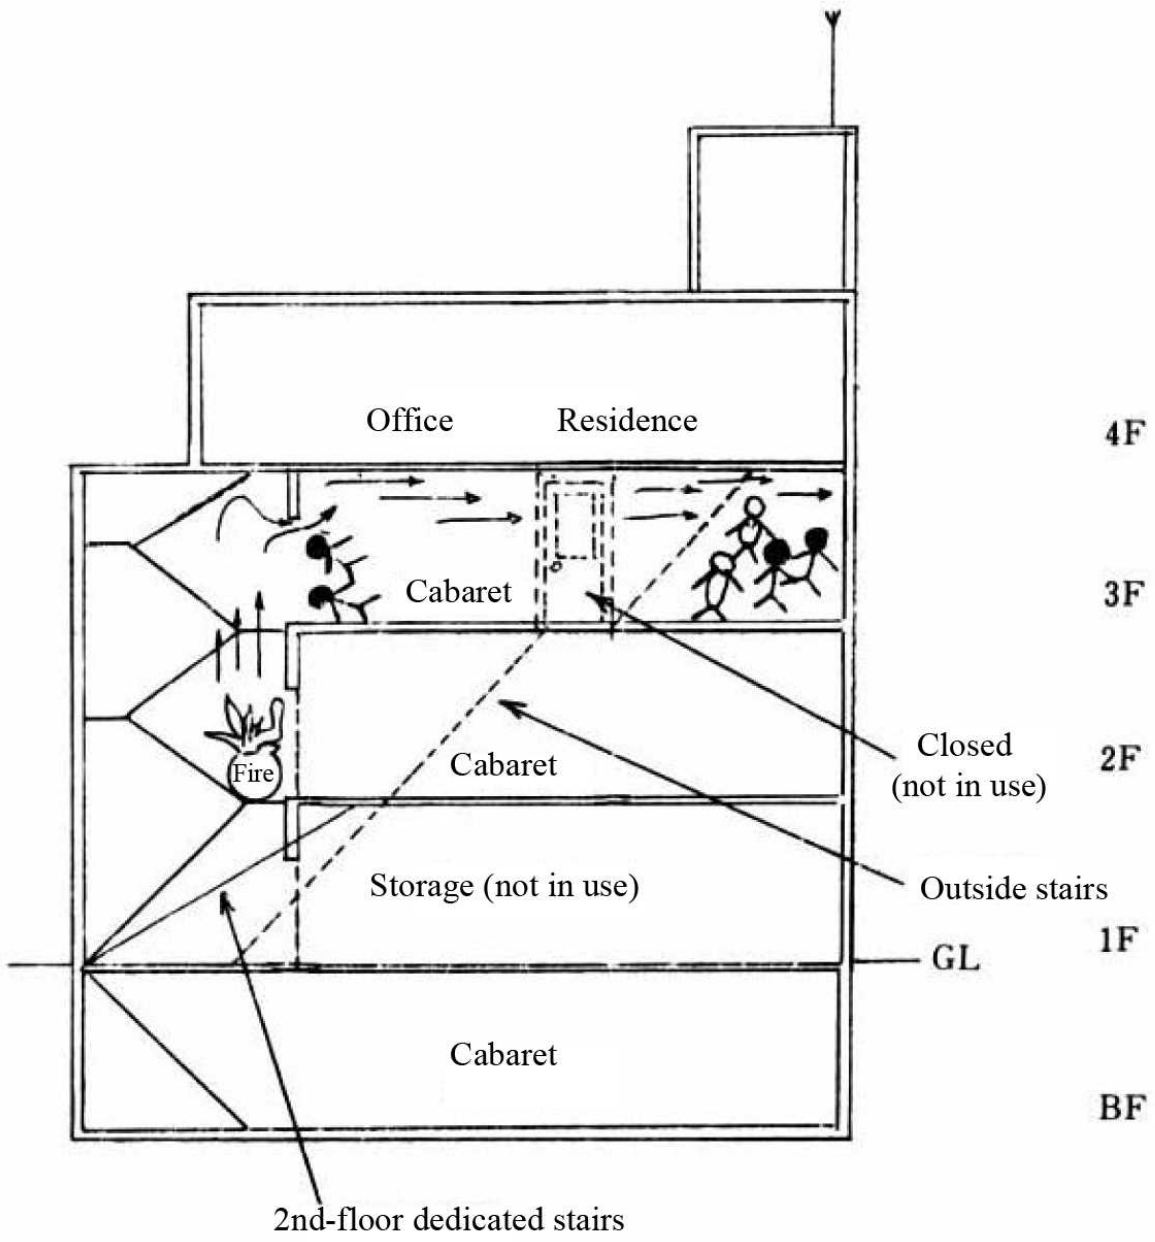 Office
Residence
4F
Cabaret
3F
Closed
(not in use)
Fire
Cabaret
2F
Storage (not in use)
Outside stairs
1F
GL
Cabaret
BF
2nd-floor dedicated stairs